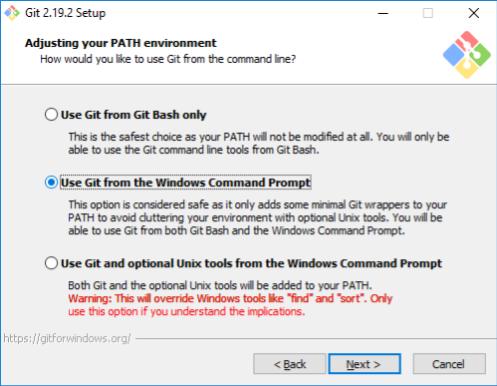 Git 2.19.2 Setup
Adjusting your PATH environment
How would you like to use Git from the command line?
Use Git from Git Bash only
This is the safest choice as your PATH will not be modified at all. You will only be
able to use the Git command line tools from Git Bash.
Use Git from the Windows Command Prompt
This option is considered safe as it only adds some minimal Git wrappers to your
PATH to avoid cluttering your environment with optional Unix tools. You will be
able to use Git from both Git Bash and the Windows Command Prompt.
Use Git and optional Unix tools from the Windows Command Prompt
Both Git and the optional Unix tools will be added to your PATH.
Warning: This will override Windows tools like "find" and "sort". Only
use this option if you understand the implications.
https://gitforwindows.org/
< Back Next > Cancel